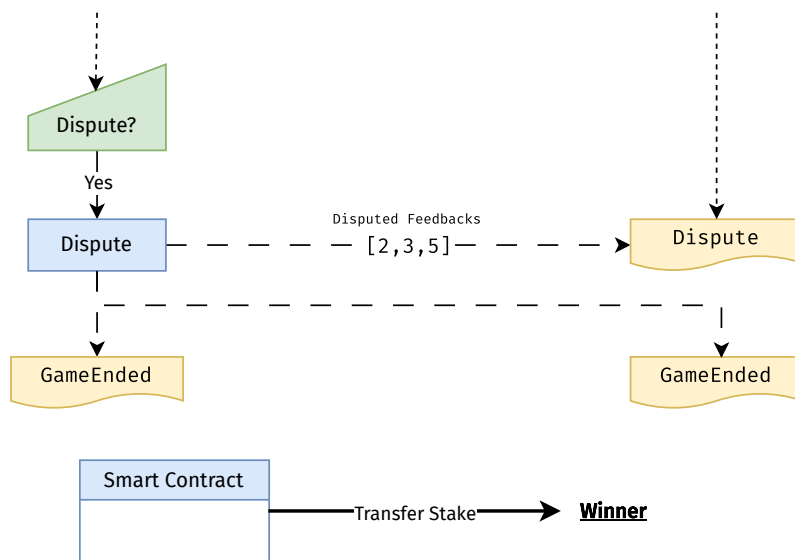 Dispute?
Yes
Disputed Feedbacks
Dispute
[2,3,5]
Dispute
GameEnded
GameEnded
Smart Contract
Transfer Stake
Winner